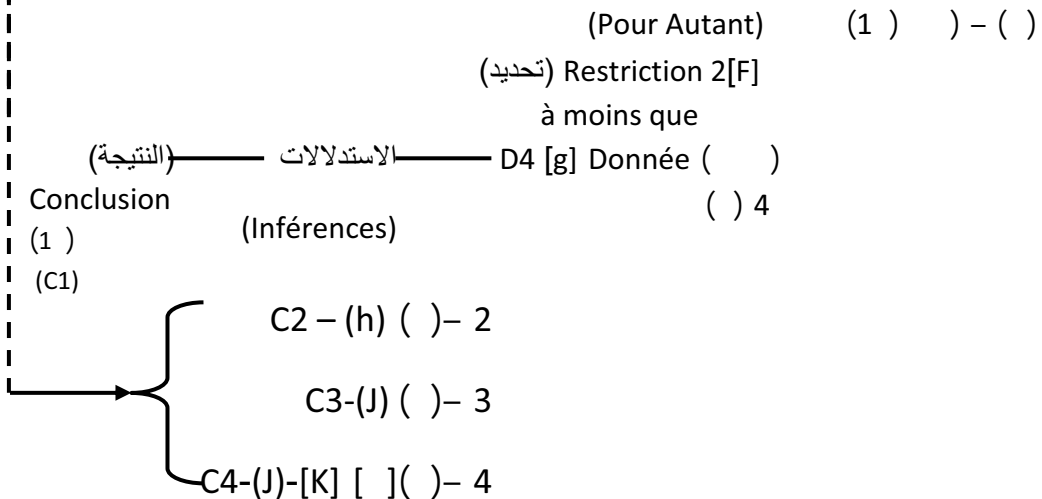 (Pour Autant) (1 ) ) – ( )
(تحديد) Restriction 2[F]
à moins que
(النتيجة) الاستدلالات D4 [g] Donnée ( )
Conclusion
( ) 4
(Inférences)
(1 )
(C1)
C2 – (h) ( )– 2
C3-(J) ( )– 3
C4-(J)-[K] [ ]( )– 4